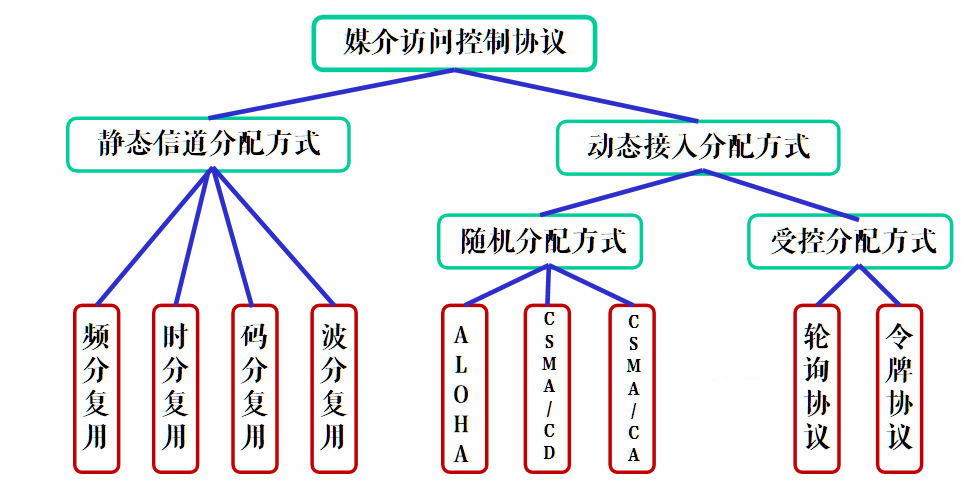 媒介访问控制协议
静态信道分配方式
动态接入分配方式
随机分配方式
受控分配方式
频分复用
时分复用
码分复用
波分复用
ALOHA
CSMA/CD
CSMA/CA
轮询协议
令牌协议